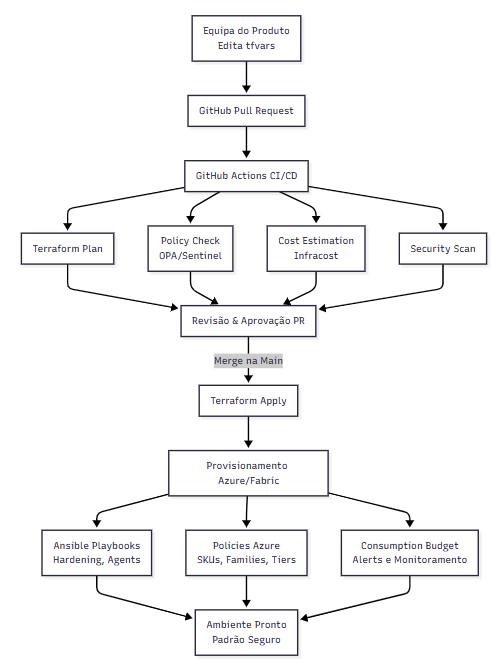 Equipa do Produto
Edita tfvars
GitHub Pull Request
GitHub Actions CI/CD
Terraform Plan
Policy Check
OPA/Sentinel
Cost Estimation
Infracost
Security Scan
Revisão & Aprovação PR
Merge na Main
Terraform Apply
Provisionamento
Azure/Fabric
Ansible Playbooks
Hardening, Agents
Policies Azure
SKUs, Families, Tiers
Consumption Budget
Alerts e Monitoramento
Ambiente Pronto
Padrão Seguro